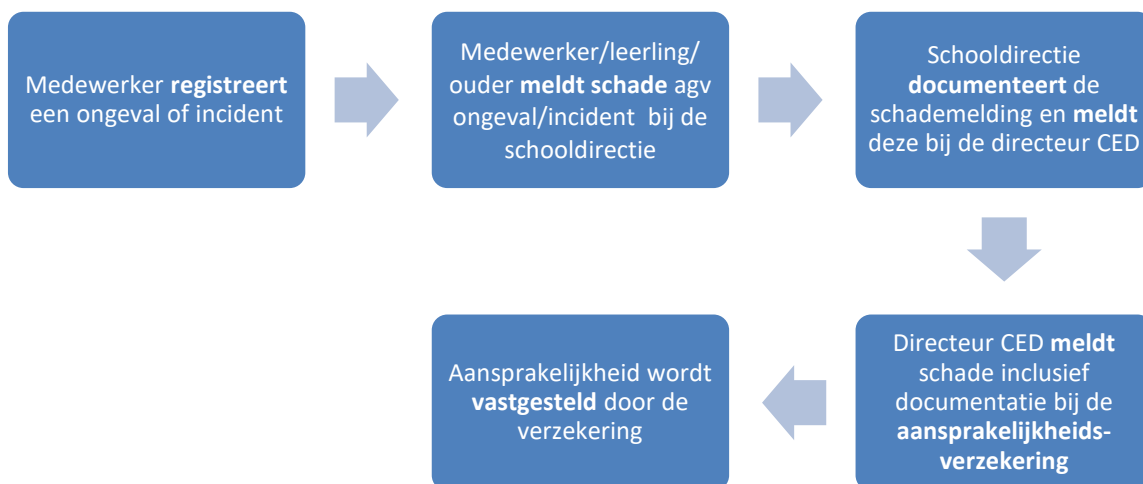 Medewerker registreert
een ongeval of incident
Medewerker/leerling/
ouder meldt schade agv
ongeval/incident bij de
schooldirectie
Schooldirectie
documenteert de
schademelding en meldt
deze bij de directeur CED
Directeur CED meldt
schade inclusief
documentatie bij de
aansprakelijkheids-
verzekering
Aansprakelijkheid wordt
vastgesteld door de
verzekering